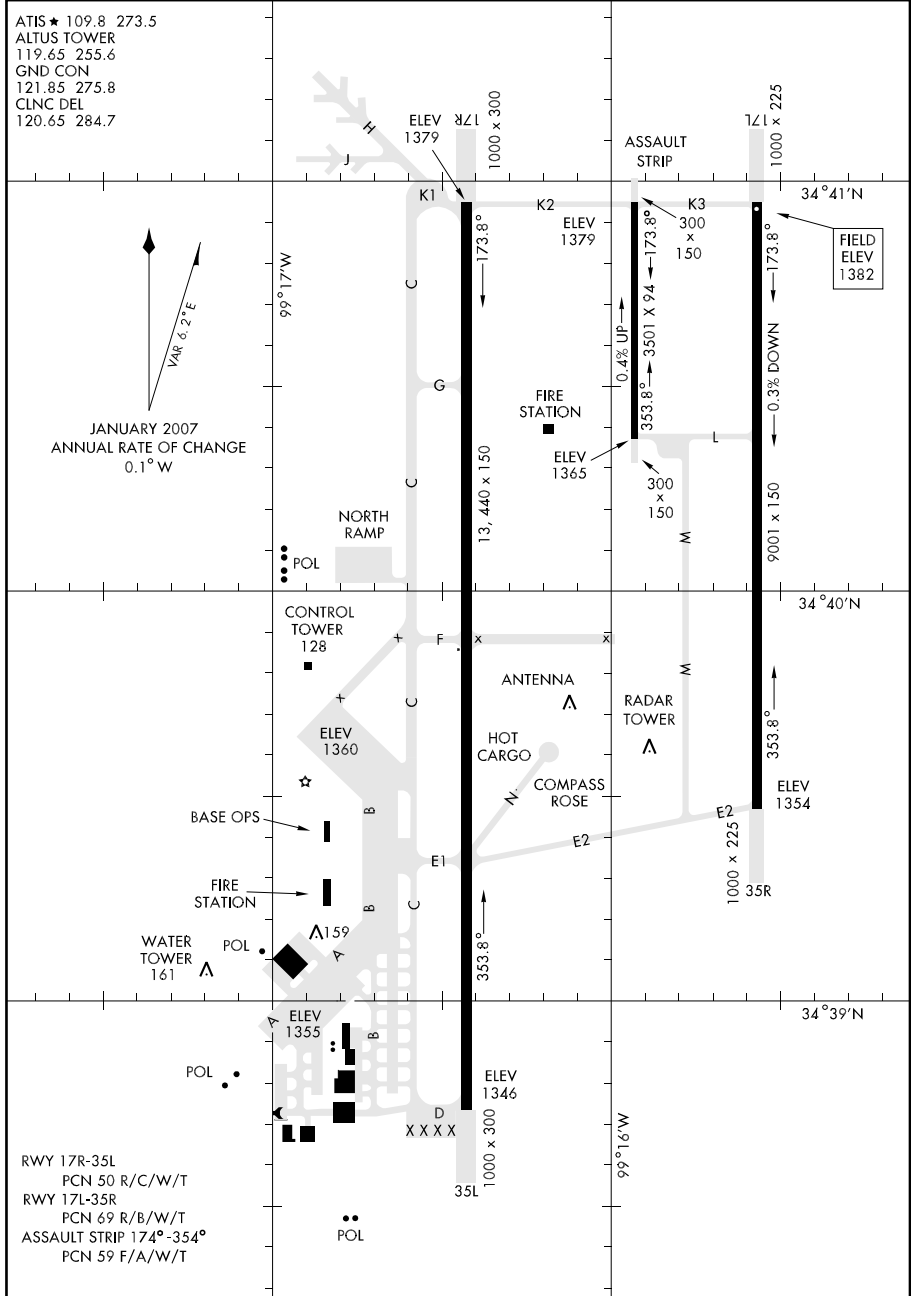 ATIS ★ 109.8 273.5
ALTUS TOWER
119.65 255.6
GND CON
121.85 275.8
CLNC DEL
120.65 284.7
H
J
ELEV
1379
17R
1000 x 300
17L
1000 x 225
ASSAULT
STRIP
34°41'N
K1
K2
K3
ELEV
1379
300
x
150
173.8°
173.8°
173.8°
FIELD
ELEV
1382
VAR 6.2°E
JANUARY 2007
ANNUAL RATE OF CHANGE
0.1°W
99°17'W
C
G
C
13, 440 x 150
0.4% UP
3501 X 94
353.8°
0.3% DOWN
9001 x 150
FIRE
STATION
ELEV
1365
L
300
x
150
M
NORTH
RAMP
POL
34°40'N
CONTROL
TOWER
128
X
F
X
X
X
C
M
ANTENNA
RADAR
TOWER
353.8°
ELEV
1360
HOT
CARGO
COMPASS
ROSE
N
ELEV
1354
BASE OPS
B
E2
E2
E1
1000 x 225
35R
FIRE
STATION
B
C
353.8°
159
POL
A
WATER
TOWER
161
34°39'N
A
ELEV
1355
B
POL
ELEV
1346
D
X X X X
1000 x 300
35L
99°16'W
POL
RWY 17R-35L
PCN 50 R/C/W/T
RWY 17L-35R
PCN 69 R/B/W/T
ASSAULT STRIP 174°-354°
PCN 59 F/A/W/T